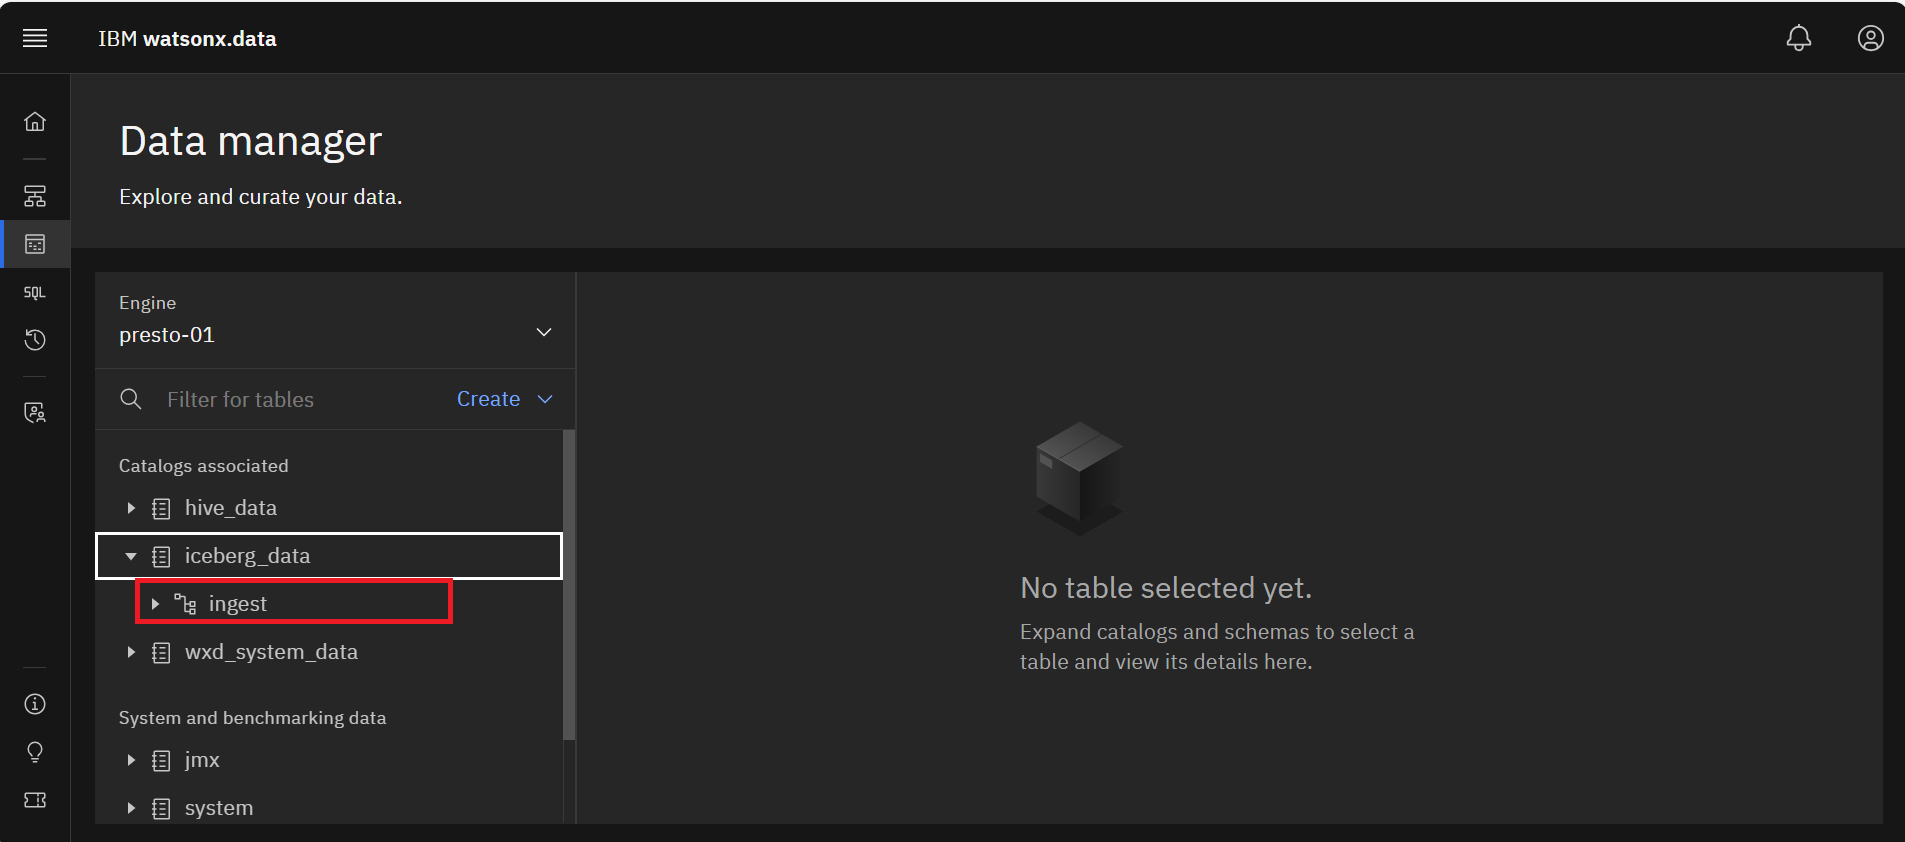 IBM watsonx.data
Data manager
Explore and curate your data.
SQL
Engine
presto-01
Filter for tables
Create
Catalogs associated
hive_data
iceberg_data
ingest
wxd_system_data
System and benchmarking data
jmx
system
No table selected yet.
Expand catalogs and schemas to select a
table and view its details here.